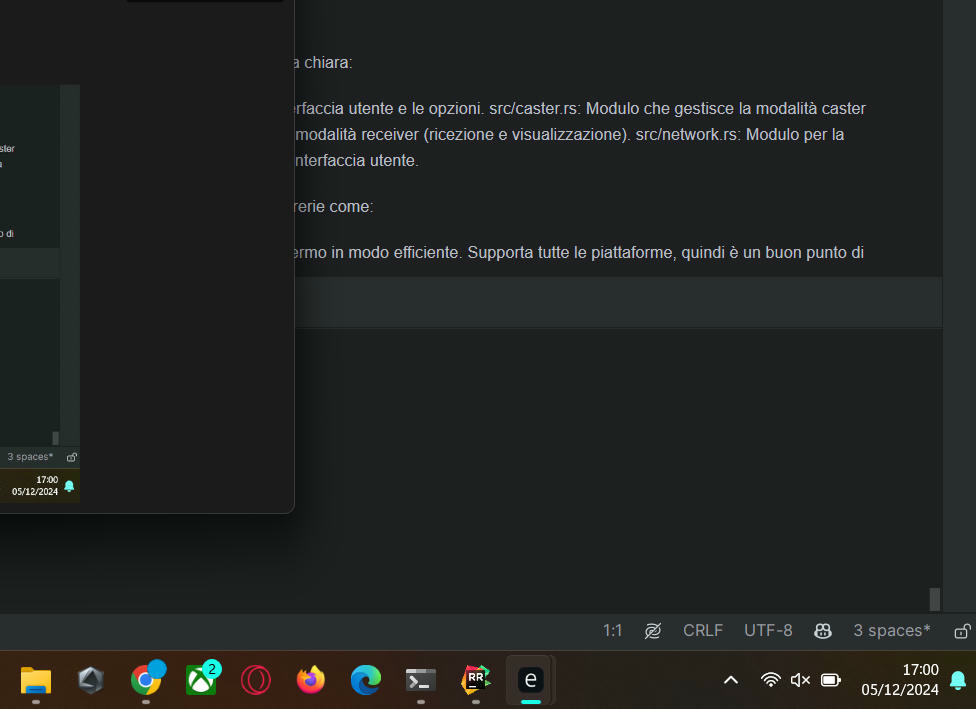 a chiara:
rfaccia utente e le opzioni. src/caster.rs: Modulo che gestisce la modalità caster
modalità receiver (ricezione e visualizzazione). src/network.rs: Modulo per la
nterfaccia utente.
rerie come:
ermo in modo efficiente. Supporta tutte le piattaforme, quindi è un buon punto di
ster
a
o di
3 spaces*
17:00
05/12/2024
1:1 CRLF UTF-8 3 spaces*
2
RR
e
17:00
05/12/2024